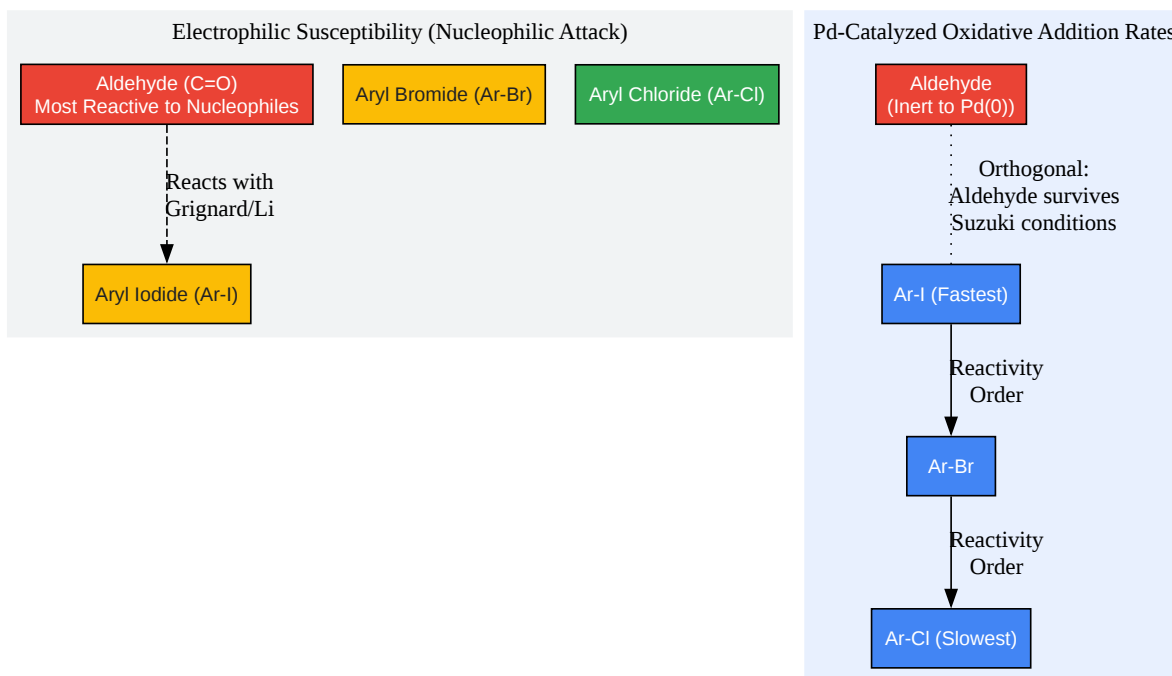 Electrophilic Susceptibility (Nucleophilic Attack)
Aldehyde (C=O)
Most Reactive to Nucleophiles
Aryl Bromide (Ar-Br)
Aryl Chloride (Ar-Cl)
Reacts with
Grignard/Li
Aryl Iodide (Ar-I)
Pd-Catalyzed Oxidative Addition Rates
Aldehyde
(Inert to Pd(0))
Orthogonal:
Aldehyde survives
Suzuki conditions
Ar-I (Fastest)
Reactivity
Order
Ar-Br
Reactivity
Order
Ar-Cl (Slowest)